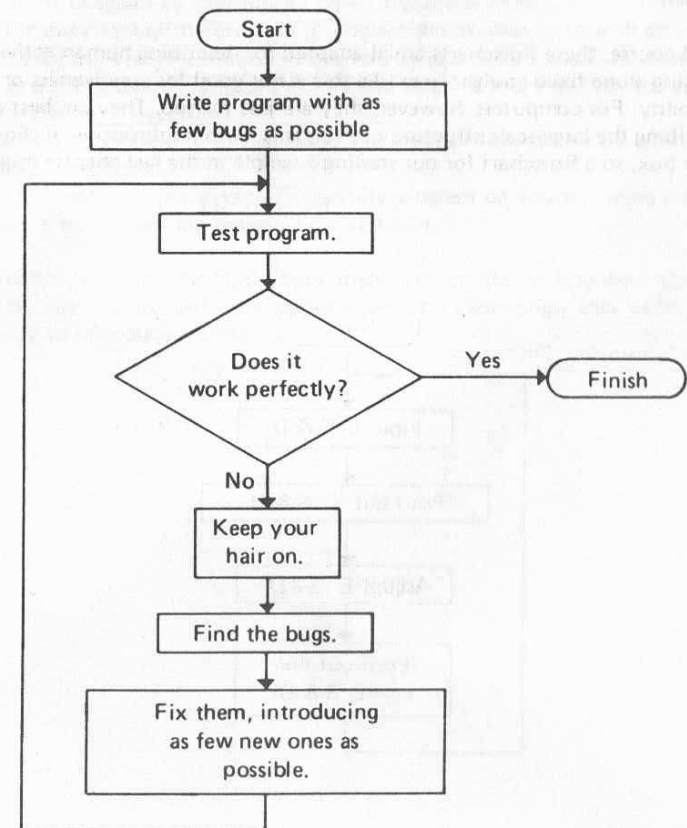 Start
Write program with as
few bugs as possible
Test program.
Does it
work perfectly?
Yes
Finish
No
Keep your
hair on.
Find the bugs.
Fix them, introducing
as few new ones as
possible.